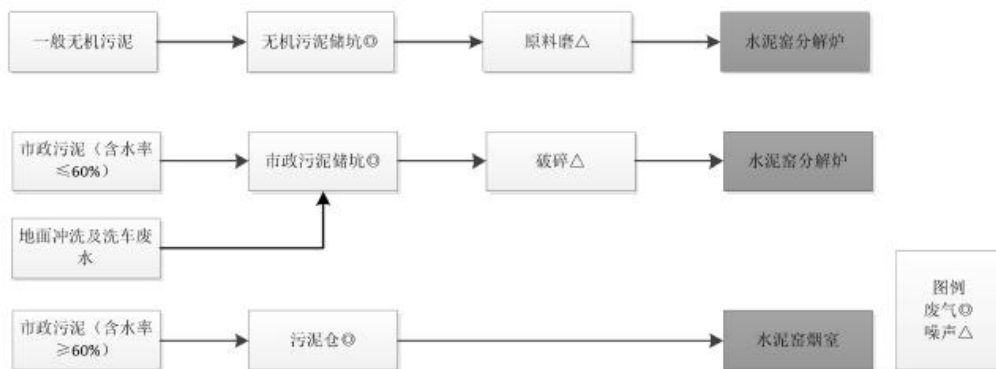 一般无机污泥
无机污泥储坑◎
原料磨△
水泥窑分解炉
市政污泥（含水率
≤60%）
市政污泥储坑◎
破碎△
水泥窑分解炉
地面冲洗及洗车废
水
图例
废气◎
噪声△
市政污泥（含水率
≥60%）
污泥仓◎
水泥窑烟室